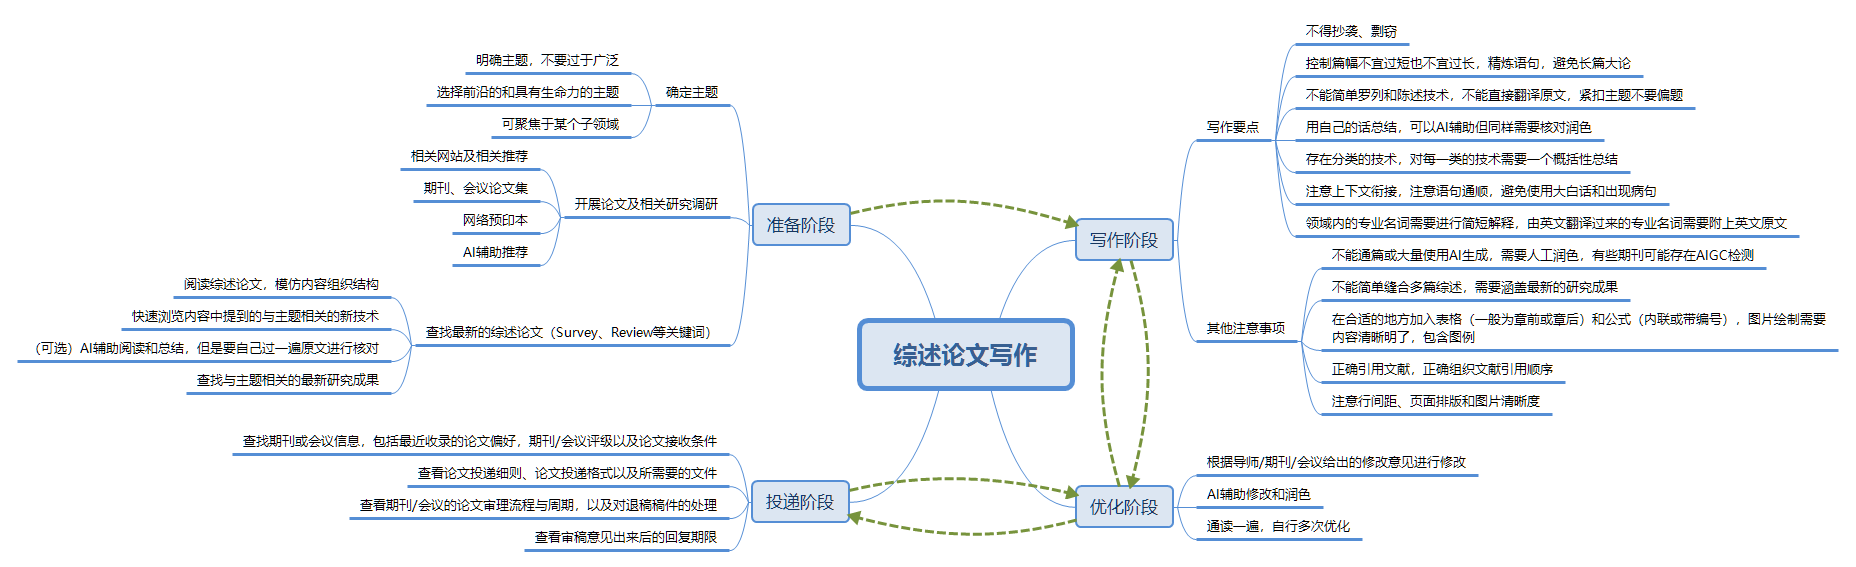 综述论文写作
准备阶段
确定主题
明确主题，不要过于广泛
选择前沿的和具有生命力的主题
可聚焦于某个子领域
开展论文及相关研究调研
相关网站及相关推荐
期刊、会议论文集
网络预印本
AI辅助推荐
查找最新的综述论文（Survey、Review等关键词）
阅读综述论文，模仿内容组织结构
快速浏览内容中提到的与主题相关的新技术
（可选）AI辅助阅读和总结，但是要自己过一遍原文进行核对
查找与主题相关的最新研究成果
写作阶段
写作要点
不得抄袭、剽窃
控制篇幅不宜过短也不宜过长，精炼语句，避免长篇大论
不能简单罗列和陈述技术，不能直接翻译原文，紧扣主题不要偏题
用自己的话总结，可以AI辅助但同样需要核对润色
存在分类的技术，对每一类的技术需要一个概括性总结
注意上下文衔接，注意语句通顺，避免使用大白话和出现病句
领域内的专业名词需要进行简短解释，由英文翻译过来的专业名词需要附上英文原文
其他注意事项
不能通篇或大量使用AI生成，需要人工润色，有些期刊可能存在AIGC检测
不能简单缝合多篇综述，需要涵盖最新的研究成果
在合适的地方加入表格（一般为章前或章后）和公式（内联或带编号），图片绘制需要
内容清晰明了，包含图例
正确引用文献，正确组织文献引用顺序
注意行间距、页面排版和图片清晰度
优化阶段
根据导师/期刊/会议给出的修改意见进行修改
AI辅助修改和润色
通读一遍，自行多次优化
投递阶段
查找期刊或会议信息，包括最近收录的论文偏好，期刊/会议评级以及论文接收条件
查看论文投递细则、论文投递格式以及所需要的文件
查看期刊/会议的论文审理流程与周期，以及对退稿稿件的处理
查看审稿意见出来后的回复期限